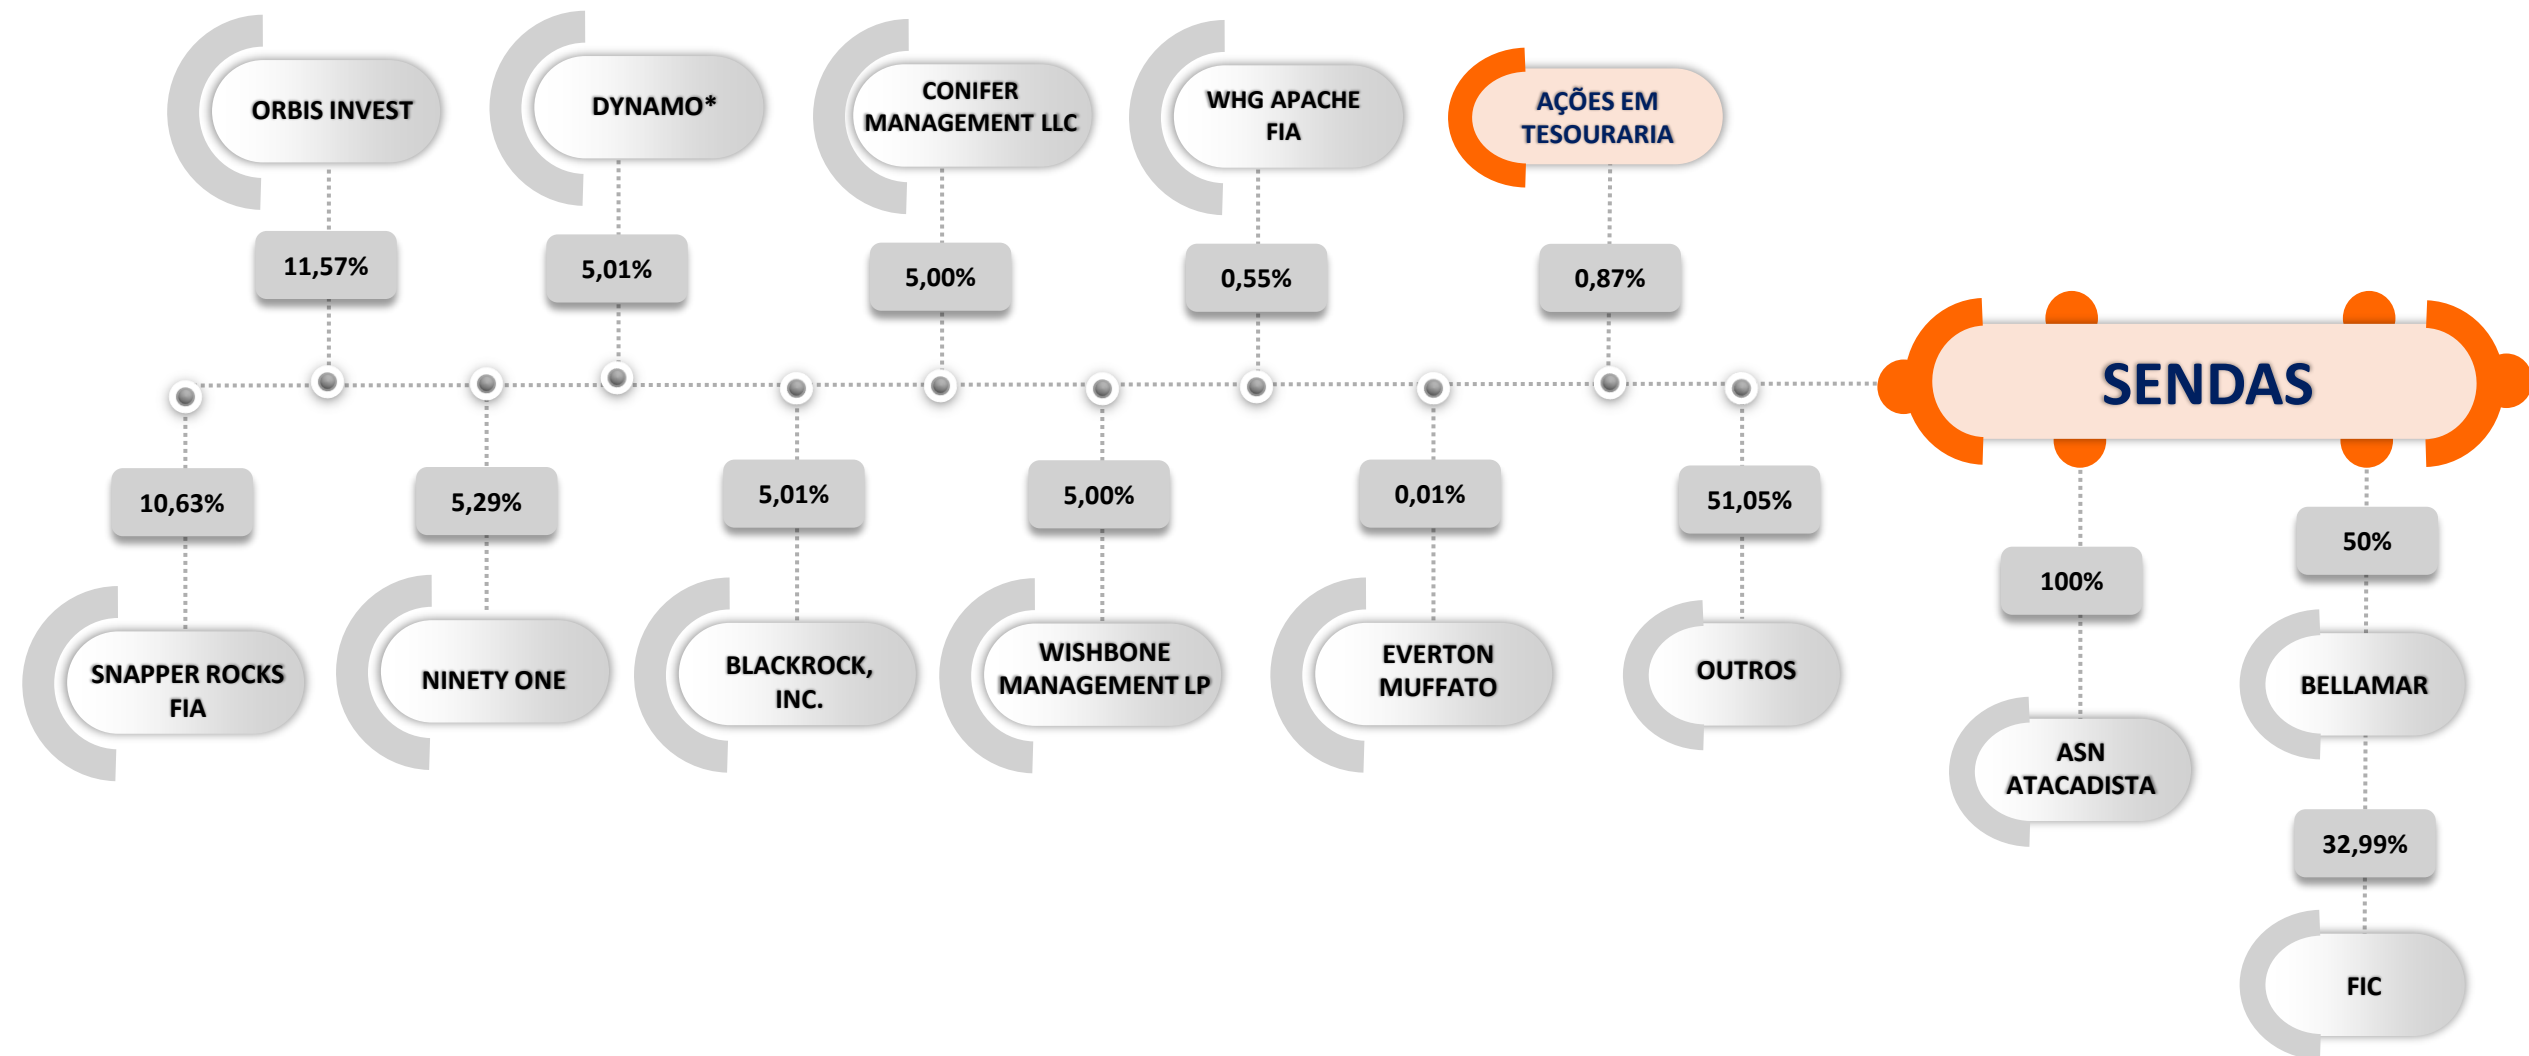 ORBIS INVEST
DYNAMO*
CONIFER
MANAGEMENT LLC
WHG APACHE
FIA
AÇÕES EM
TESOURARIA
11,57%
5,01%
5,00%
0,55%
0,87%
SENDAS
10,63%
5,29%
5,01%
5,00%
0,01%
51,05%
100%
50%
SNAPPER ROCKS
FIA
NINETY ONE
BLACKROCK,
INC.
WISHBONE
MANAGEMENT LP
EVERTON
MUFFATO
OUTROS
ASN
ATACADISTA
BELLAMAR
32,99%
FIC